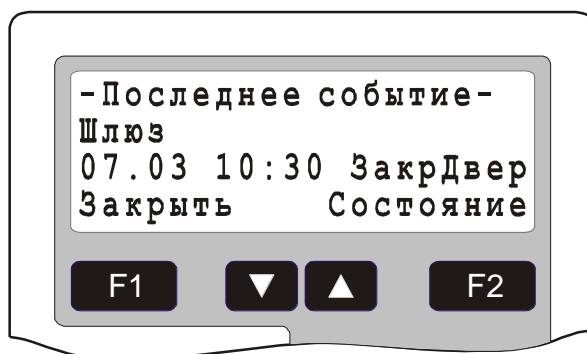 -Последнее событие-
Шлюз
07.03 10:30 ЗакрДвер
Закрыть Состояние
F1 ▼ ▲ F2